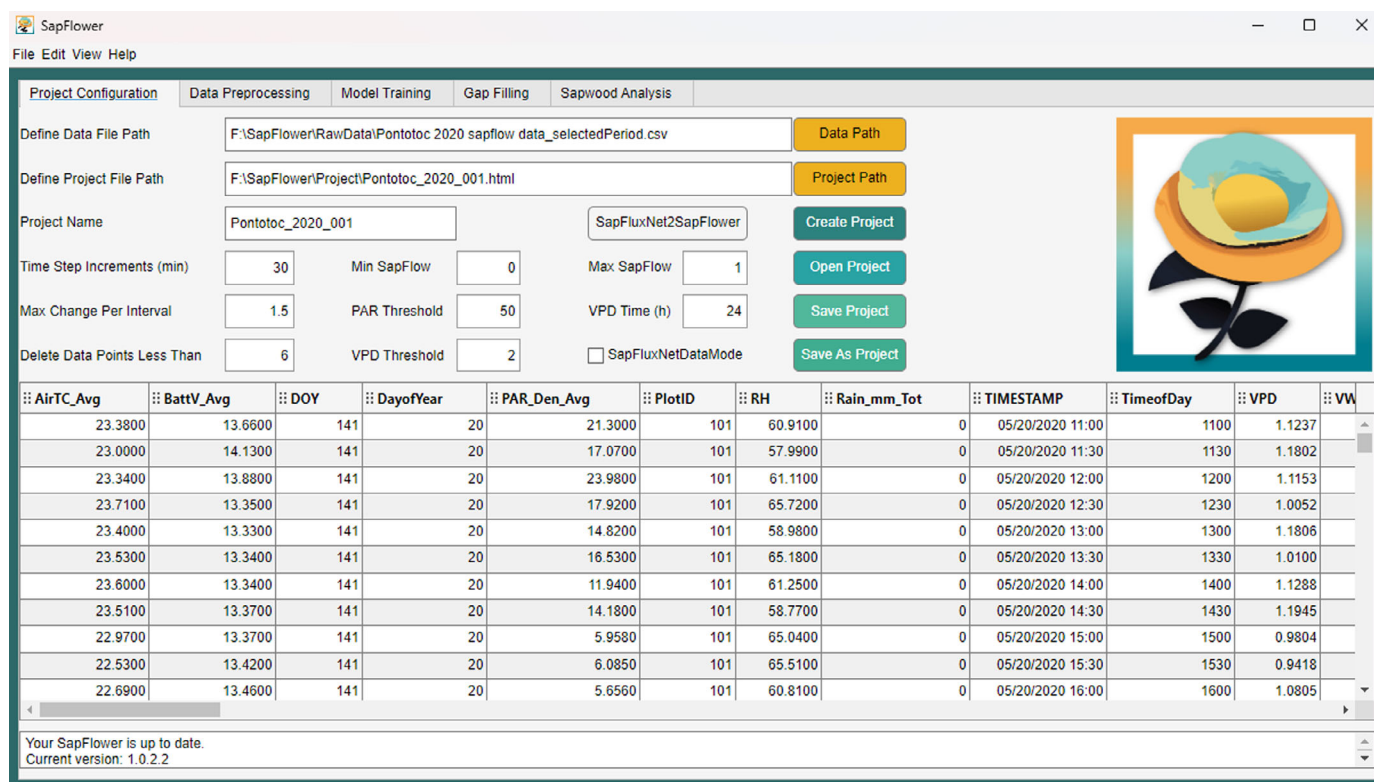 SapFlower
File Edit View Help
Project Configuration Data Preprocessing Model Training Gap Filling Sapwood Analysis
Define Data File Path F:\SapFlower\RawData\Pontotoc 2020 sapflow data_selectedPeriod.csv Data Path
Define Project File Path F:\SapFlower\Project\Pontotoc_2020_001.html Project Path
Project Name Pontotoc_2020_001 SapFluxNet2SapFlower Create Project
Time Step Increments (min) 30 Min SapFlow 0 Max SapFlow 1 Open Project
Max Change Per Interval 1.5 PAR Threshold 50 VPD Time (h) 24 Save Project
Delete Data Points Less Than 6 VPD Threshold 2 SapFluxNetDataMode Save As Project
AirTC_Avg BattV_Avg DOY DayofYear PAR_Den_Avg PlotID RH Rain_mm_Tot TIMESTAMP TimeofDay VPD VW
23.3800 13.6600 141 20 21.3000 101 60.9100 0 05/20/2020 11:00 1100 1.1237
23.0000 14.1300 141 20 17.0700 101 57.9900 0 05/20/2020 11:30 1130 1.1802
23.3400 13.8800 141 20 23.9800 101 61.1100 0 05/20/2020 12:00 1200 1.1153
23.7100 13.3500 141 20 17.9200 101 65.7200 0 05/20/2020 12:30 1230 1.0052
23.4000 13.3300 141 20 14.8200 101 58.9800 0 05/20/2020 13:00 1300 1.1806
23.5300 13.3400 141 20 16.5300 101 65.1800 0 05/20/2020 13:30 1330 1.0100
23.6000 13.3400 141 20 11.9400 101 61.2500 0 05/20/2020 14:00 1400 1.1288
23.5100 13.3700 141 20 14.1800 101 58.7700 0 05/20/2020 14:30 1430 1.1945
22.9700 13.3700 141 20 5.9580 101 65.0400 0 05/20/2020 15:00 1500 0.9804
22.5300 13.4200 141 20 6.0850 101 65.5100 0 05/20/2020 15:30 1530 0.9418
22.6900 13.4600 141 20 5.6560 101 60.8100 0 05/20/2020 16:00 1600 1.0805
Your SapFlower is up to date.
Current version: 1.0.2.2